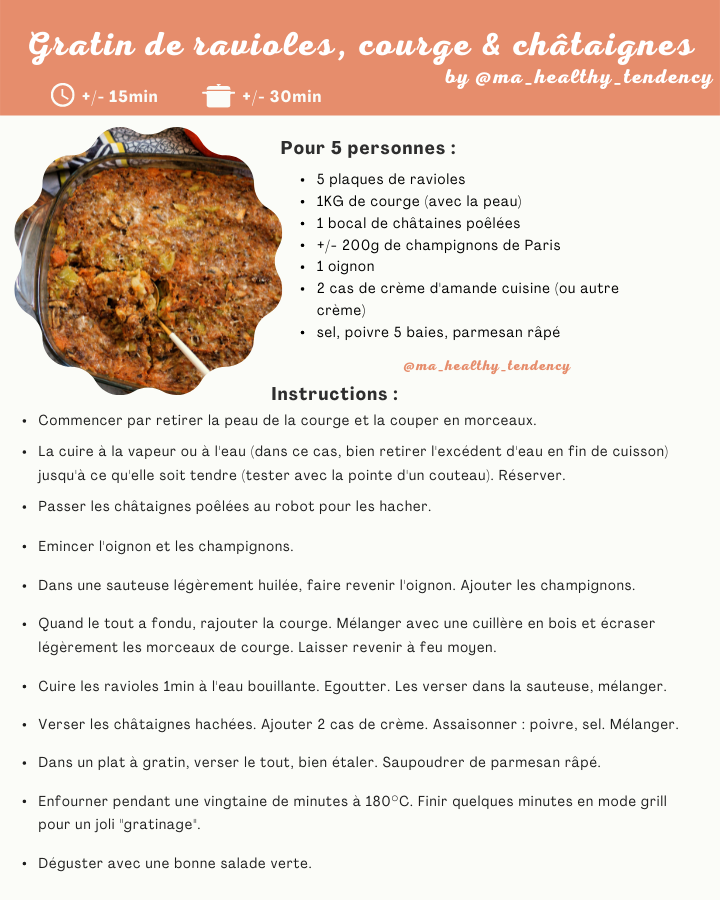 Gratin de ravioles, courge & châtaignes
by @ma_healthy_tendency
+/- 15min +/- 30min
Pour 5 personnes :
• 5 plaques de ravioles
• 1KG de courge (avec la peau)
• 1 bocal de châtaines poêlées
• +/- 200g de champignons de Paris
• 1 oignon
• 2 cas de crème d'amande cuisine (ou autre
crème)
• sel, poivre 5 baies, parmesan râpé
@ma_healthy_tendency
Instructions :
• Commencer par retirer la peau de la courge et la couper en morceaux.
• La cuire à la vapeur ou à l'eau (dans ce cas, bien retirer l'excédent d'eau en fin de cuisson)
jusqu'à ce qu'elle soit tendre (tester avec la pointe d'un couteau). Réserver.
• Passer les châtaignes poêlées au robot pour les hacher.
• Emincer l'oignon et les champignons.
• Dans une sauteuse légèrement huilée, faire revenir l'oignon. Ajouter les champignons.
• Quand le tout a fondu, rajouter la courge. Mélanger avec une cuillère en bois et écraser
légèrement les morceaux de courge. Laisser revenir à feu moyen.
• Cuire les ravioles 1min à l'eau bouillante. Egoutter. Les verser dans la sauteuse, mélanger.
• Verser les châtaignes hachées. Ajouter 2 cas de crème. Assaisonner : poivre, sel. Mélanger.
• Dans un plat à gratin, verser le tout, bien étaler. Saupoudrer de parmesan râpé.
• Enfourner pendant une vingtaine de minutes à 180°C. Finir quelques minutes en mode grill
pour un joli "gratinage".
• Déguster avec une bonne salade verte.